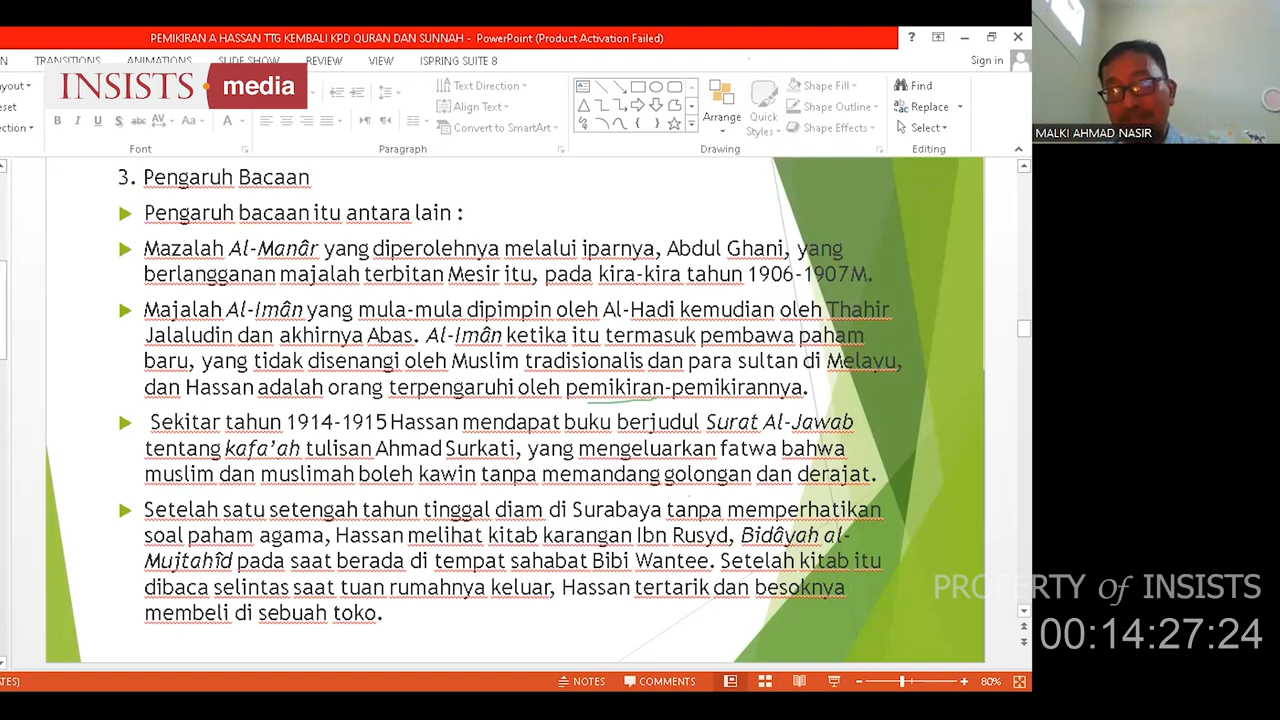 PEMIKIRAN A HASSAN TTG KEMBALI KPD QURAN DAN SUNNAH - PowerPoint (Product Activation Failed)
TRANSITIONS ANIMATIONS SLIDE SHOW REVIEW VIEW ISPRING SUITE 8 Sign in
INSISTS media
Text Direction
Align Text
Convert to SmartArt
Arrange
Quick Styles
Shape Fill
Shape Outline
Shape Effects
Find
Replace
Select
Font Paragraph Drawing Editing
MALKI AHMAD NASIR
3. Pengaruh Bacaan
Pengaruh bacaan itu antara lain :
Mazalah Al-Manâr yang diperolehnya melalui iparnya, Abdul Ghani, yang
berlangganan majalah terbitan Mesir itu, pada kira-kira tahun 1906-1907M.
Majalah Al-Imân yang mula-mula dipimpin oleh Al-Hadi kemudian oleh Thahir
Jalaludin dan akhinya Abas. Al-Imân ketika itu termasuk pembawa paham
baru, yang tidak disenangi oleh Muslim tradisionalis dan para sultan di Melayu,
dan Hassan adalah orang terpengaruhi oleh pemikiran-pemikirannya.
Sekitar tahun 1914-1915 Hassan mendapat buku berjudul Surat Al-Jawab
tentang kafa’ah tulisan Ahmad Surkati, yang mengeluarkan fatwa bahwa
muslim dan muslimah boleh kawin tanpa memandang golongan dan derajat.
Setelah satu setengah tahun tinggal diam di Surabaya tanpa memperhatikan
soal paham agama, Hassan melihat kitab karangan Ibn Rusyd, Bidâyah al-
Mujtahîd pada saat berada di tempat sahabat Bibi Wantee. Setelah kitab itu
dibaca selintas saat tuan rumahnya keluar, Hassan tertarik dan besoknya
membeli di sebuah toko.
PROPERTY of INSISTS
00:14:27:24
NOTES COMMENTS 80%